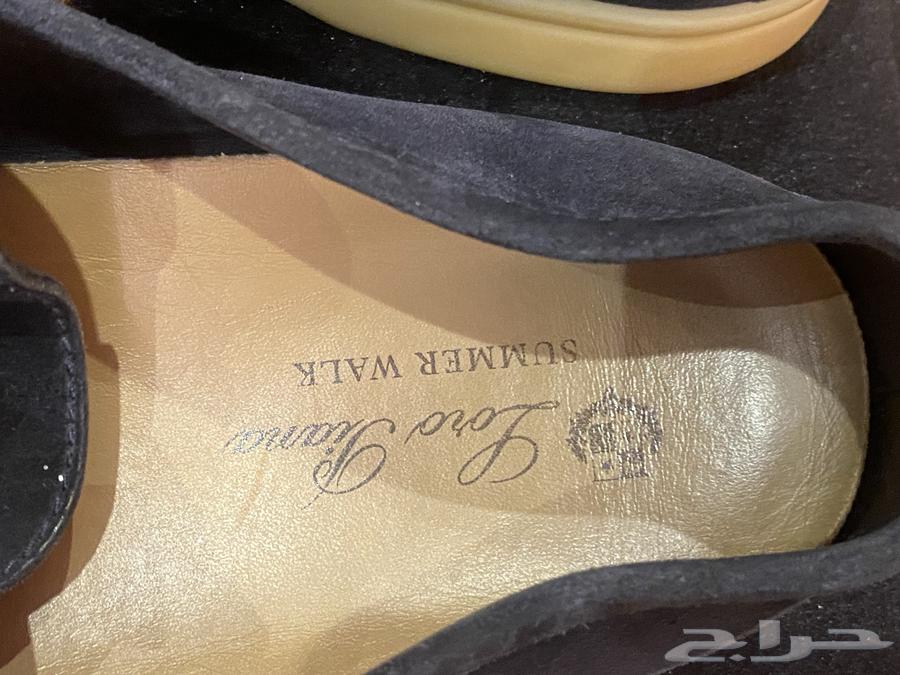 Loro Piana
SUMMER WALK
حراج